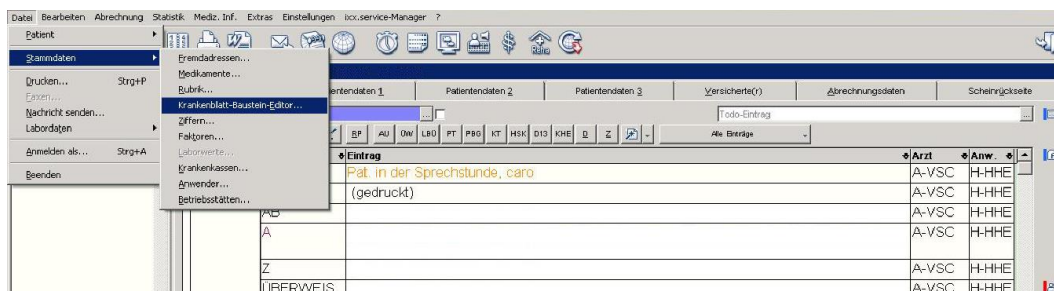 Datei Bearbeiten Abrechnung Statistik Mediz. Inf. Extras Einstellungen ixx.service-Manager ?
Patient
Stammdaten
Drucken... Strg+P
Faxen...
Nachricht senden...
Labordaten
Anmelden als... Strg+A
Beenden
Fremdadressen...
Medikamente...
Rubrik...
Krankenblatt-Baustein-Editor...
Ziffern...
Faktoren...
Laborwerte...
Krankenkassen...
Anwender...
Betriebsstätten...
entendaten 1 Patientendaten 2 Patientendaten 3 Versicherte(r) Abrechnungsdaten Scheinrückseite
... Todo-Eintrag ...
RP AU ÜW LBÜ PT PBG KT HSK D13 KHE D Z Alle Einträge
Eintrag Arzt Anw.
Pat. in der Sprechstunde, caro A-VSC H-HHE
(gedruckt) A-VSC H-HHE
AB A-VSC H-HHE
A A-VSC H-HHE
Z A-VSC H-HHE
ÜBERWEIS A-VSC H-HHE